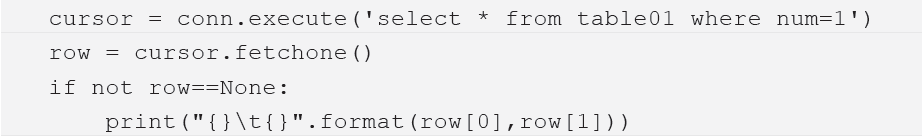 cursor = conn.execute('select * from table01 where num=1')
row = cursor.fetchone()
if not row==None:
    print("{}\t{}".format(row[0],row[1]))